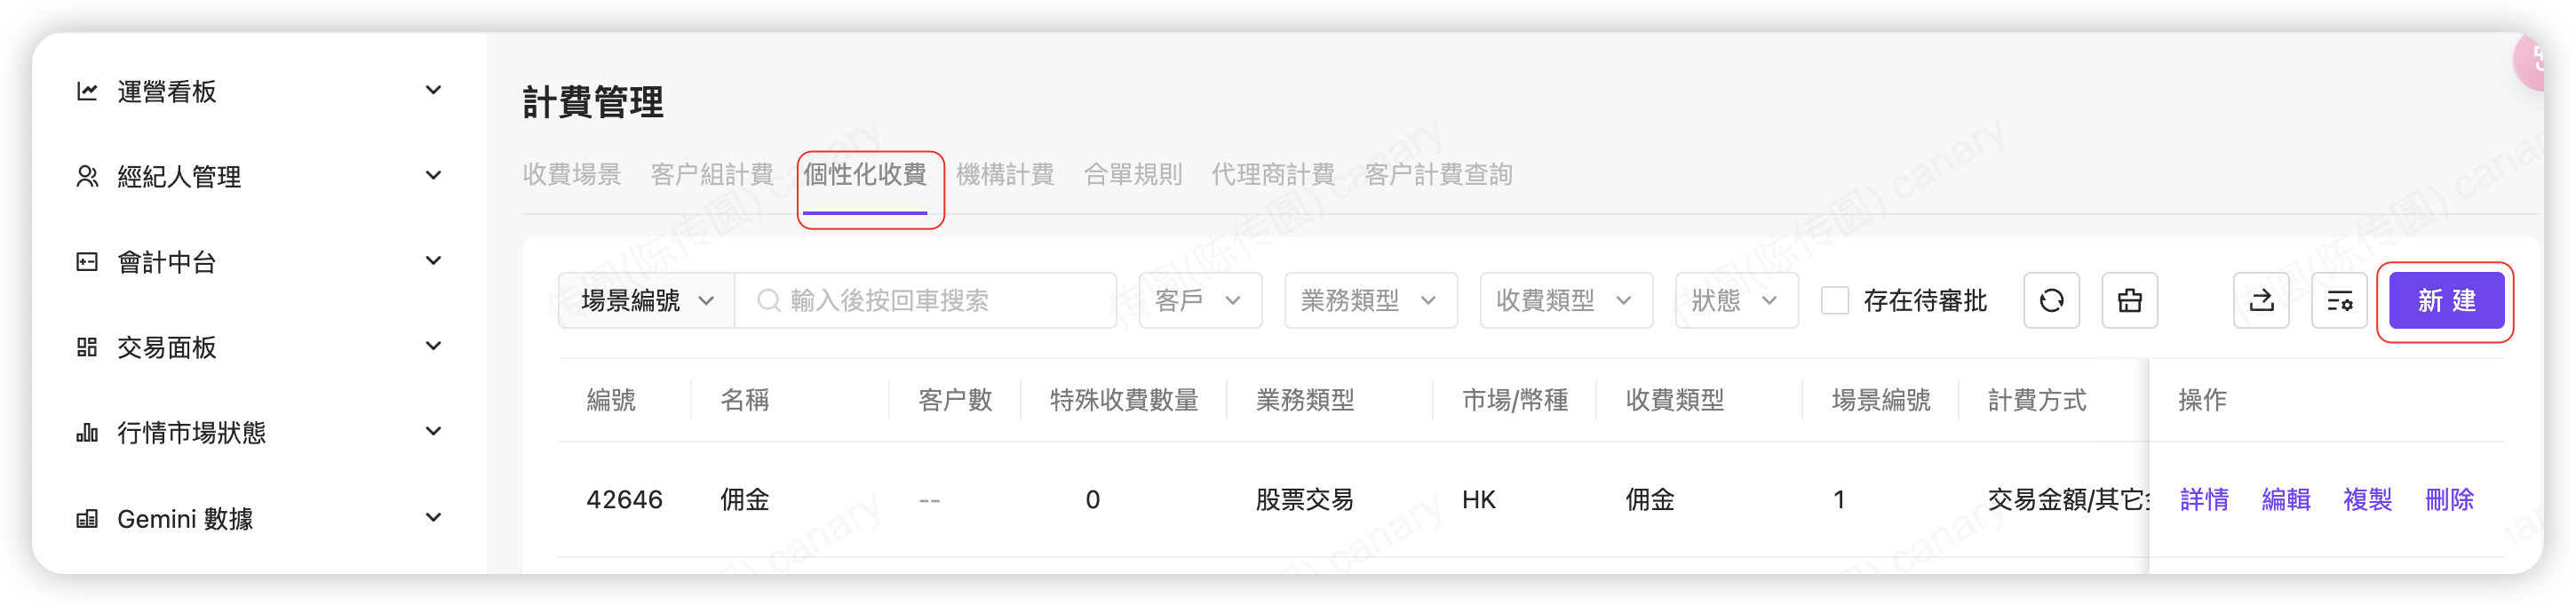 運營看板
經紀人管理
會計中台
交易面板
行情市場狀態
Gemini 數據
計費管理
收費場景 客户組計費 個性化收費 機構計費 合單規則 代理商計費 客户計費查詢
場景編號 輸入後按回車搜索 客戶 業務類型 收費類型 狀態 存在待審批 新 建
編號 名稱 客户數 特殊收費數量 業務類型 市場/幣種 收費類型 場景編號 計費方式 操作
42646 佣金 -- 0 股票交易 HK 佣金 1 交易金額/其它 詳情 編輯 複製 刪除
傳圆(陈传圆) canary